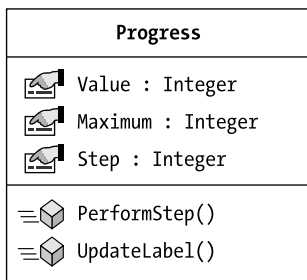 Progress
Value : Integer
Maximum : Integer
Step : Integer
PerformStep()
UpdateLabel()